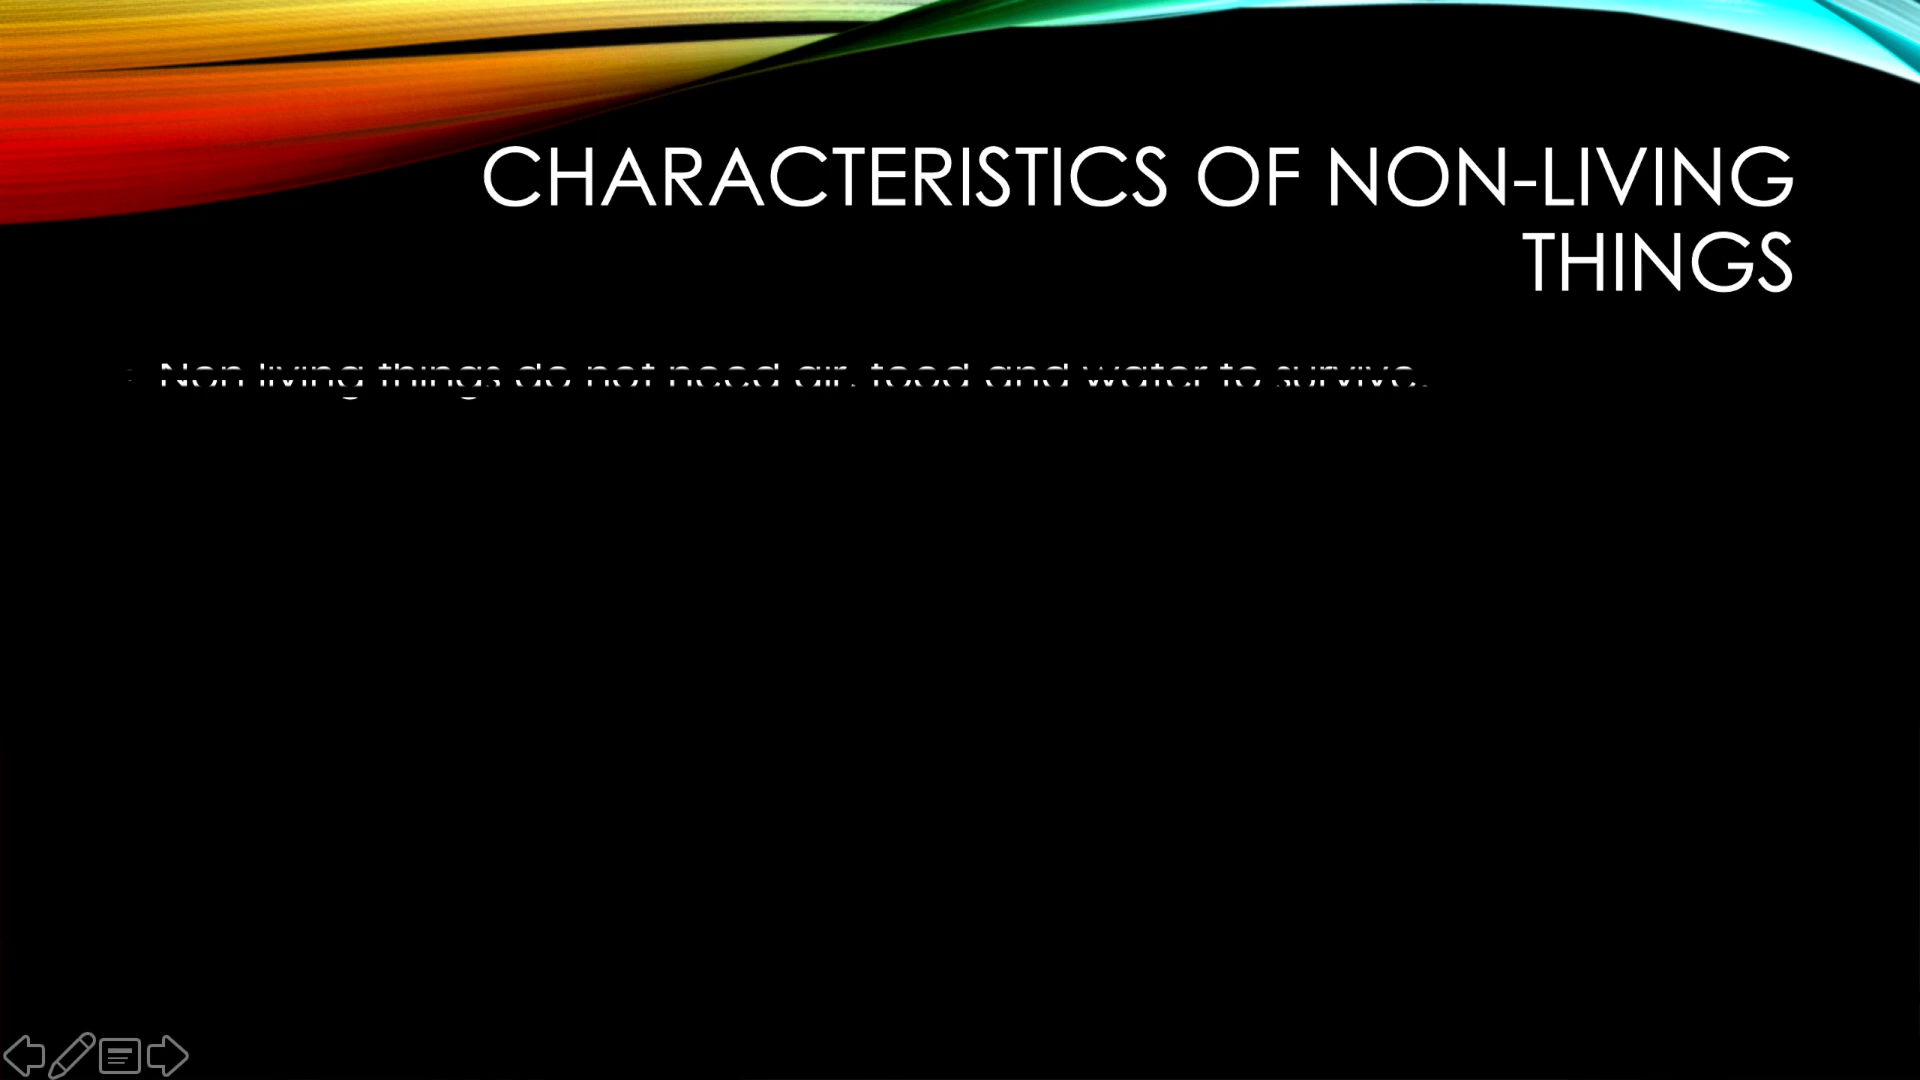 CHARACTERISTICS OF NON-LIVING
THINGS
Non living things do not need air, food and water to survive.